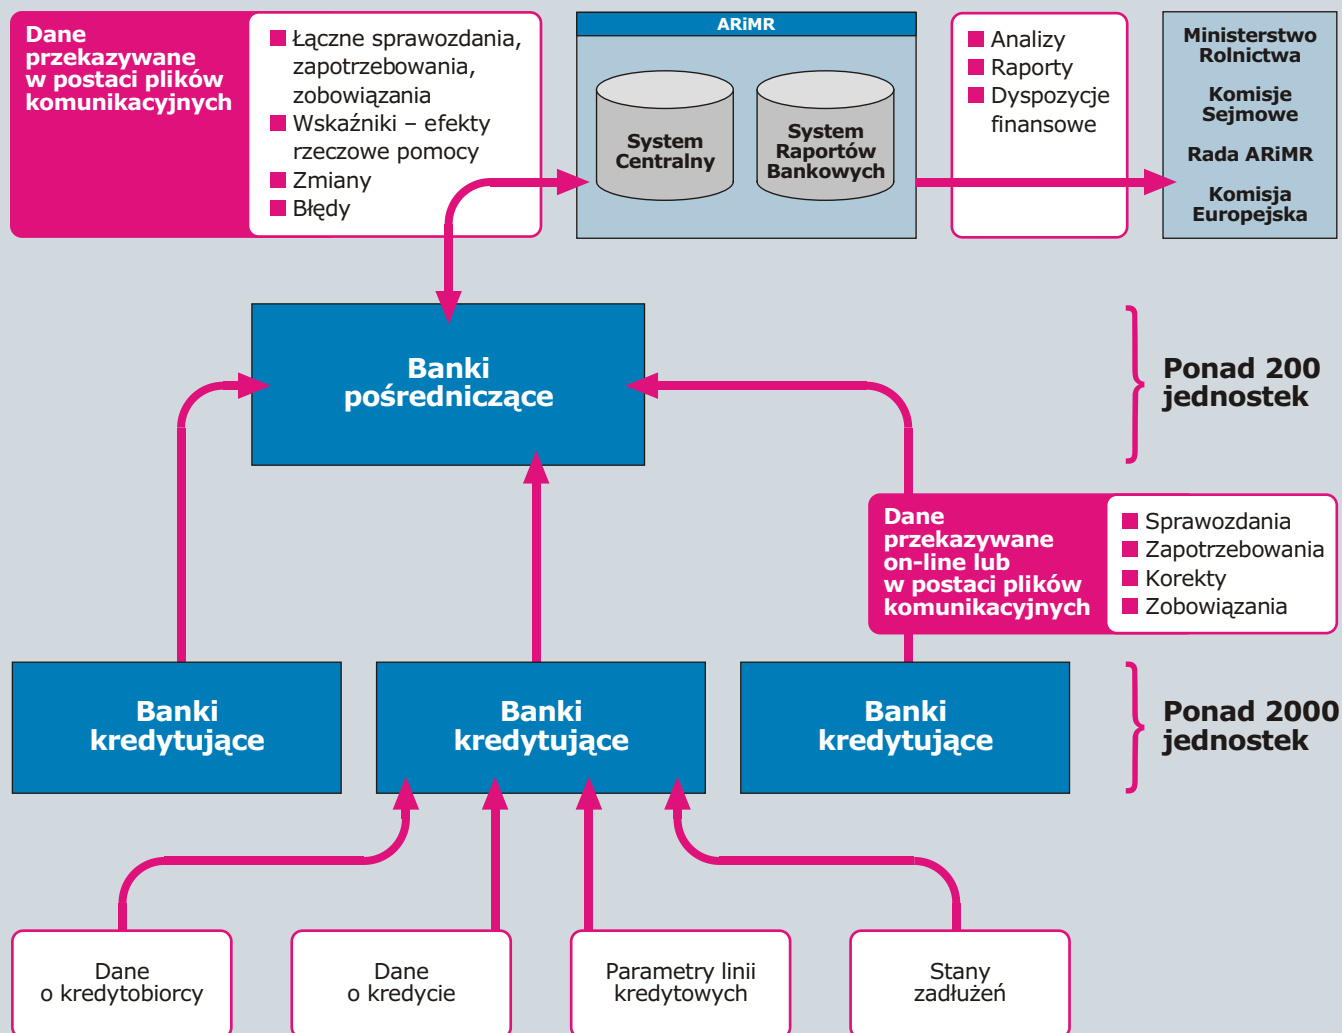 Dane
przekazywane
w postaci plików
komunikacyjnych
Łączne sprawozdania,
zapotrzebowania,
zobowiązania
Wskaźniki – efekty
rzeczowe pomocy
Zmiany
Błędy
ARiMR
System
Centralny
System
Raportów
Bankowych
Analizy
Raporty
Dyspozycje
finansowe
Ministerstwo
Rolnictwa
Komisje
Sejmowe
Rada ARiMR
Komisja
Europejska
Banki
pośredniczące
Ponad 200
jednostek
Dane
przekazywane
on-line lub
w postaci plików
komunikacyjnych
Sprawozdania
Zapotrzebowania
Korekty
Zobowiązania
Banki
kredytujące
Banki
kredytujące
Banki
kredytujące
Ponad 2000
jednostek
Dane
o kredytobiorcy
Dane
o kredycie
Parametry linii
kredytowych
Stany
zadłużeń